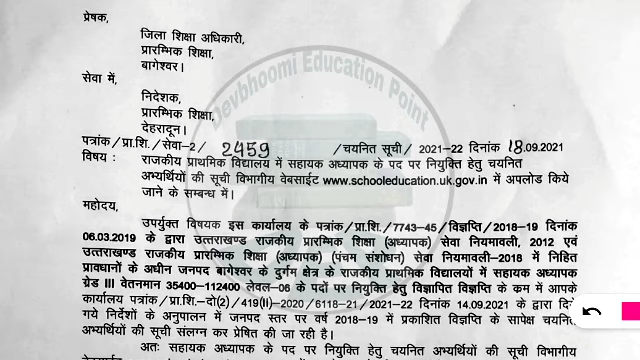 प्रेषक,
जिला शिक्षा अधिकारी,
प्रारम्भिक शिक्षा,
बागेश्वर।
सेवा में,
निदेशक,
प्रारम्भिक शिक्षा,
देहरादून।
पत्रांक/प्रा.शि./सेवा-2/ 2459 /चयनित सूची/ 2021-22 दिनांक 18.09.2021
विषय : राजकीय प्राथमिक विद्यालय में सहायक अध्यापक के पद पर नियुक्ति हेतु चयनित
अभ्यर्थियों की सूची विभागीय वेबसाईट www.schooleducation.uk.gov.in में अपलोड किये
जाने के सम्बन्ध में।
महोदय,
उपर्युक्त विषयक इस कार्यालय के पत्रांक/प्रा.शि./7743-45/विज्ञप्ति/2018-19 दिनांक
06.03.2019 के द्वारा उत्तराखण्ड राजकीय प्रारम्भिक शिक्षा (अध्यापक) सेवा नियमावली, 2012 एवं
उत्तराखण्ड राजकीय प्रारम्भिक शिक्षा (अध्यापक) (पंचम संशोधन) सेवा नियमावली-2018 में निहित
प्रावधानों के अधीन जनपद बागेश्वर के दुर्गम क्षेत्र के राजकीय प्राथमिक विद्यालयों में सहायक अध्यापक
ग्रेड III वेतनमान 35400-112400 लेवल-06 के पदों पर नियुक्ति हेतु विज्ञापित विज्ञप्ति के क्रम में आपके
कार्यालय पत्रांक/प्रा.शि.-दो(2)/419(II)-2020/6118-21/2021-22 दिनांक 14.09.2021 के द्वारा दि
गये निर्देशों के अनुपालन में जनपद स्तर पर वर्ष 2018-19 में प्रकाशित विज्ञप्ति के सापेक्ष चयनित
अभ्यर्थियों की सूची संलग्न कर प्रेषित की जा रही है।
अतः सहायक अध्यापक के पद पर नियुक्ति हेतु चयनित अभ्यर्थियों की सूची विभागीय
Devbhoomi Education Point